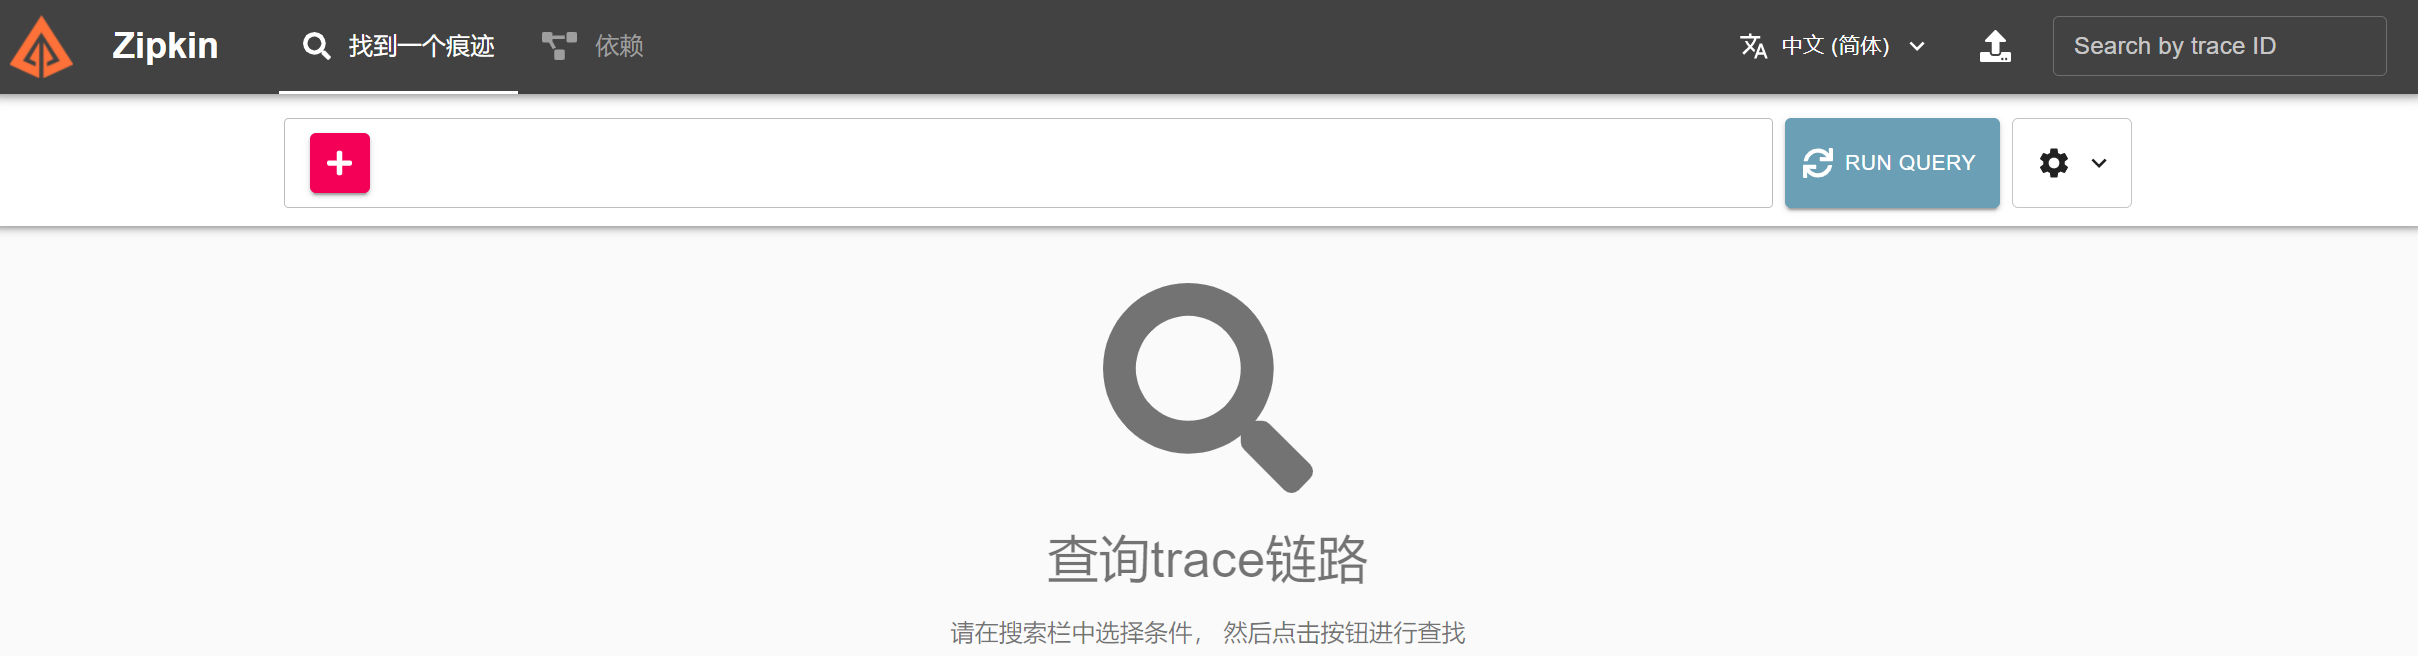 Zipkin 找到一个痕迹 依赖 中文 (简体) Search by trace ID
RUN QUERY
查询trace链路
请在搜索栏中选择条件， 然后点击按钮进行查找